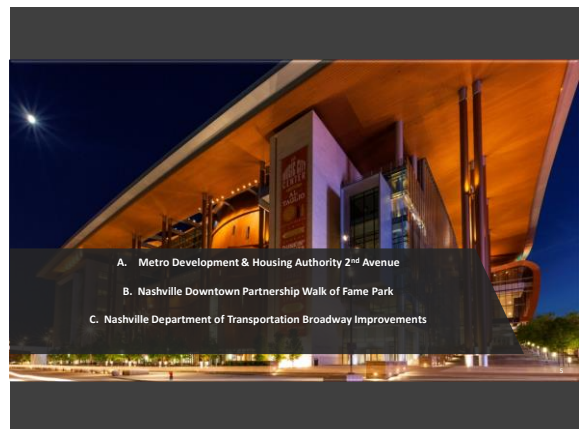 A. Metro Development & Housing Authority 2nd Avenue
B. Nashville Downtown Partnership Walk of Fame Park
C. Nashville Department of Transportation Broadway Improvements
5